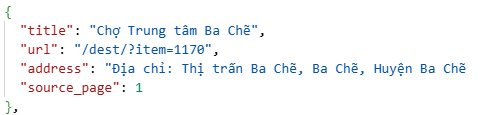 {
"title": "Chợ Trung tâm Ba Chẽ",
"url": "/dest/?item=1170",
"address": "Địa chỉ: Thị trấn Ba Chẽ, Ba Chẽ, Huyện Ba Chẽ
"source_page": 1
},